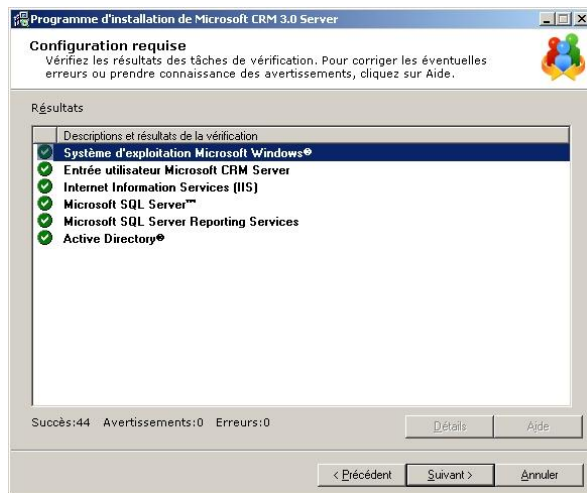 Programme d'installation de Microsoft CRM 3.0 Server
Configuration requise
Vérifiez les résultats des tâches de vérification. Pour corriger les éventuelles
erreurs ou prendre connaissance des avertissements, cliquez sur Aide.
Résultats
Descriptions et résultats de la vérification
Système d'exploitation Microsoft Windows®
Entrée utilisateur Microsoft CRM Server
Internet Information Services (IIS)
Microsoft SQL Server™
Microsoft SQL Server Reporting Services
Active Directory®
Succès:44 Avertissements:0 Erreurs:0
Détails
Aide
< Précédent
Suivant >
Annuler